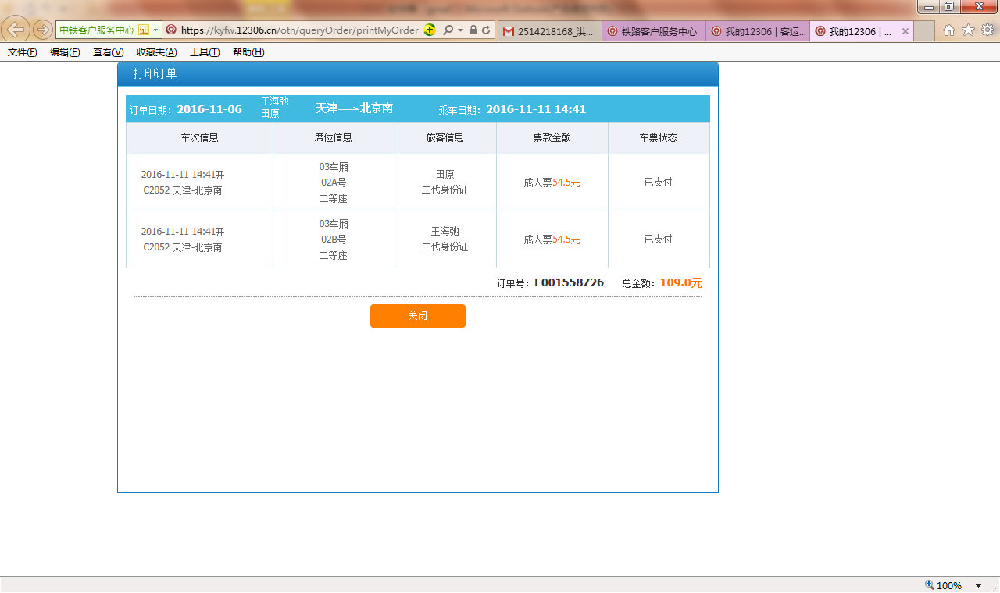 中铁客户服务中心 证 https://kyfw.12306.cn/otn/queryOrder/printMyOrder 2514218168_洪... 铁路客户服务中心 我的12306 | 客运... 我的12306 | ...
文件(F) 编辑(E) 查看(V) 收藏夹(A) 工具(T) 帮助(H)
打印订单
订单日期：2016-11-06 王海弛 天津—→北京南 乘车日期：2016-11-11 14:41
田原
车次信息 席位信息 旅客信息 票款金额 车票状态
2016-11-11 14:41开
C2052 天津-北京南
03车厢
02A号
二等座
田原
二代身份证
成人票54.5元
已支付
2016-11-11 14:41开
C2052 天津-北京南
03车厢
02B号
二等座
王海弛
二代身份证
成人票54.5元
已支付
订单号：E001558726 总金额：109.0元
关闭
100%